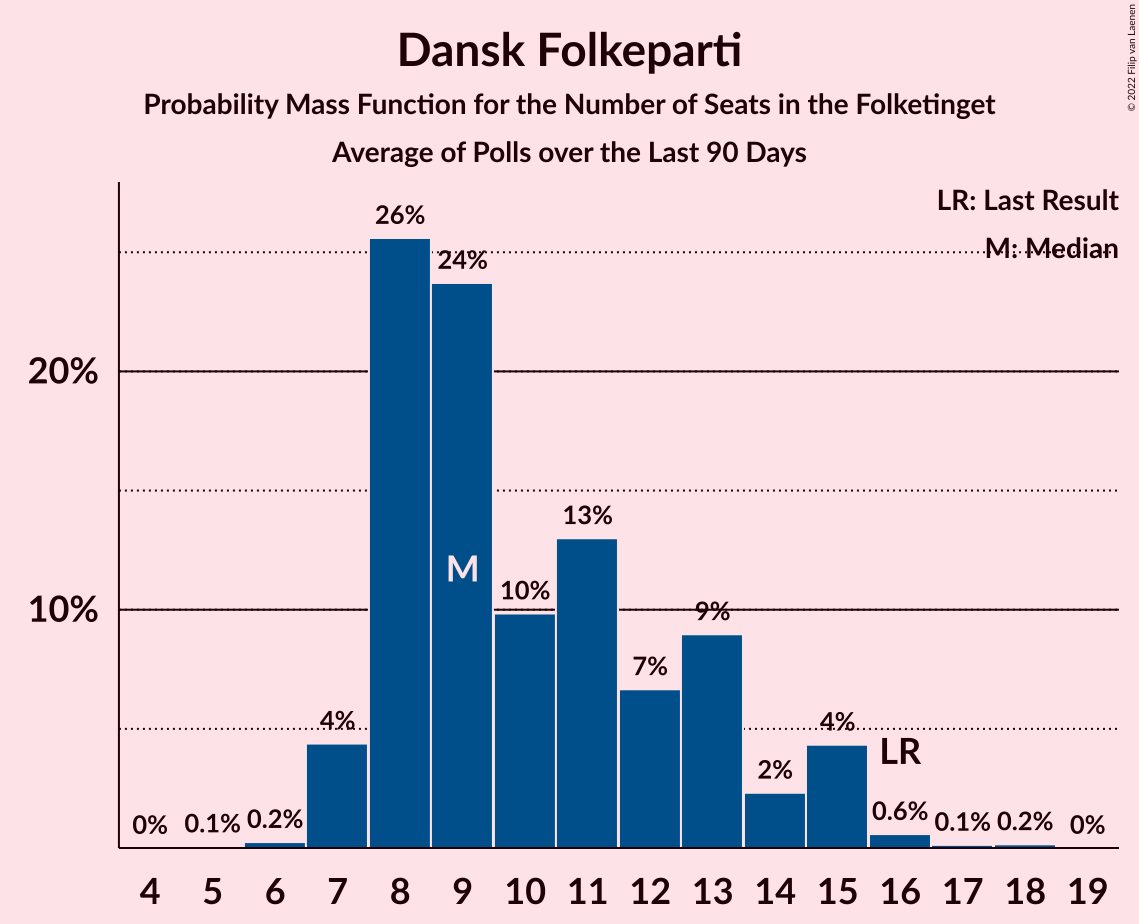 Dansk Folkeparti
Probability Mass Function for the Number of Seats in the Folketinget
Average of Polls over the Last 90 Days
© 2022 Filip van Laenen
LR: Last Result
M: Median
26%
24%
20%
13%
M
10%
10%
9%
7%
4%
4%
LR
2%
0%
0.1%
0.2%
0.6%
0.1%
0.2%
0%
4 5 6 7 8 9 10 11 12 13 14 15 16 17 18 19